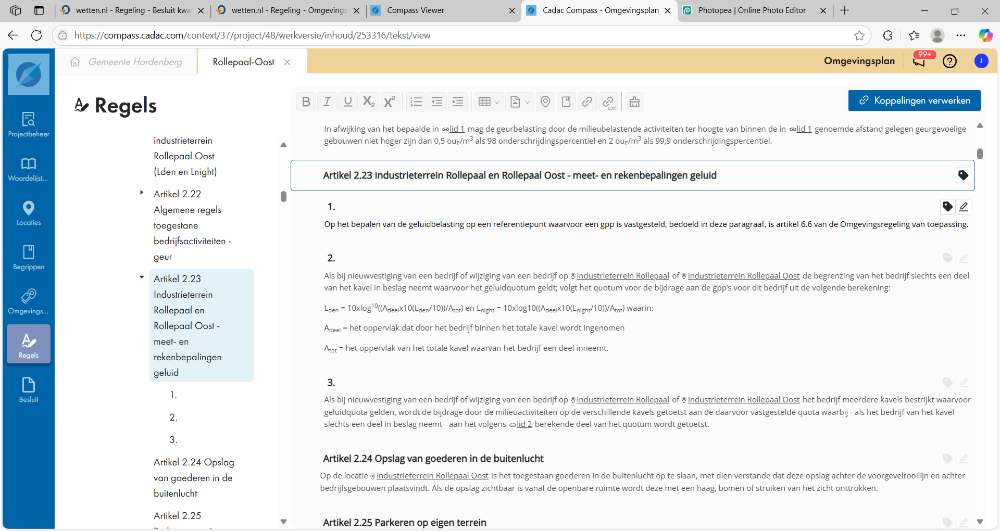 wetten.nl - Regeling - Besluit kwa
wetten.nl - Regeling - Omgevings
Compass Viewer
Cadac Compass - Omgevingsplan
Photopea | Online Photo Editor
https://compass.cadac.com/context/37/project/48/werkversie/inhoud/253316/tekst/view
Gemeente Hardenberg
Rollepaal-Oost
Omgevingsplan
99+
J
Projectbeheer
Waardelijst...
Locaties
Begrippen
Omgevings...
Regels
Besluit
Regels
B I U X2 X2
ext
Koppelingen verwerken
industrieterrein
Rollepaal Oost
(Lden en Lnight)
Artikel 2.22
Algemene regels
toegestane
bedrijfsactiviteiten -
geur
Artikel 2.23
Industrieterrein
Rollepaal en
Rollepaal Oost -
meet- en
rekenbepalingen
geluid
1.
2.
3.
Artikel 2.24 Opslag
van goederen in de
buitenlucht
Artikel 2.25
In afwijking van het bepaalde in lid 1 mag de geurbelasting door de milieubelastende activiteiten ter hoogte van binnen de in lid 1 genoemde afstand gelegen geurgevoelige
gebouwen niet hoger zijn dan 0,5 ouE/m3 als 98 onderschrijdingspercentiel en 2 ouE/m3 als 99,9 onderschrijdingspercentiel.
Artikel 2.23 Industrieterrein Rollepaal en Rollepaal Oost - meet- en rekenbepalingen geluid
1.
Op het bepalen van de geluidbelasting op een referentiepunt waarvoor een gpp is vastgesteld, bedoeld in deze paragraaf, is artikel 6.6 van de Omgevingsregeling van toepassing.
2.
Als bij nieuwvestiging van een bedrijf of wijziging van een bedrijf op industrieterrein Rollepaal of industrieterrein Rollepaal Oost de begrenzing van het bedrijf slechts een deel
van het kavel in beslag neemt waarvoor het geluidquotum geldt; volgt het quotum voor de bijdrage aan de gpp’s voor dit bedrijf uit de volgende berekening:
Lden = 10xlog10((Adeelx10(Lden/10))/Atot) en Lnight = 10xlog10((Adeelx10(Lnight/10))/Atot) waarin:
Adeel = het oppervlak dat door het bedrijf binnen het totale kavel wordt ingenomen
Atot = het oppervlak van het totale kavel waarvan het bedrijf een deel inneemt.
3.
Als bij nieuwvestiging van een bedrijf of wijziging van een bedrijf op industrieterrein Rollepaal of industrieterrein Rollepaal Oost het bedrijf meerdere kavels bestrijkt waarvoor
geluidquota gelden, wordt de bijdrage door de milieuactiviteiten op de verschillende kavels getoetst aan de daarvoor vastgestelde quota waarbij - als het bedrijf van het kavel
slechts een deel in beslag neemt - aan het volgens lid 2 berekende deel van het quotum wordt getoetst.
Artikel 2.24 Opslag van goederen in de buitenlucht
Op de locatie industrieterrein Rollepaal Oost is het toegestaan goederen in de buitenlucht op te slaan, met dien verstande dat deze opslag achter de voorgevelrooilijn en achter
bedrijfsgebouwen plaatsvindt. Als de opslag zichtbaar is vanaf de openbare ruimte wordt deze met een haag, bomen of struiken van het zicht onttrokken.
Artikel 2.25 Parkeren op eigen terrein